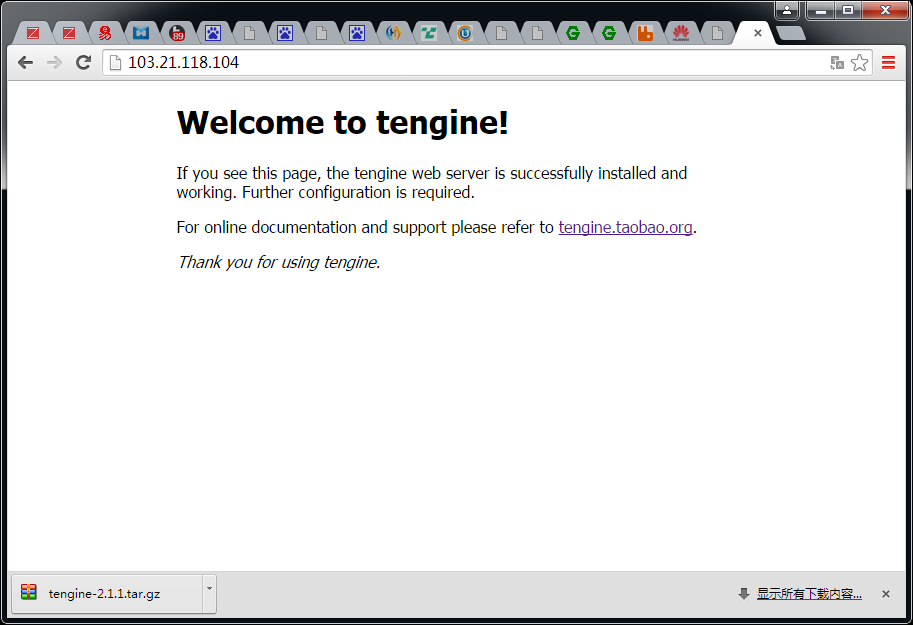 89
103.21.118.104
Welcome to tengine!
If you see this page, the tengine web server is successfully installed and
working. Further configuration is required.
For online documentation and support please refer to tengine.taobao.org.
Thank you for using tengine.
tengine-2.1.1.tar.gz
显示所有下载内容...